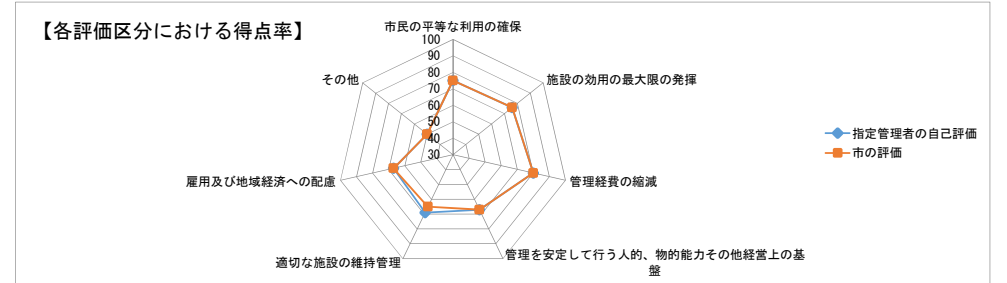 【各評価区分における得点率】
市民の平等な利用の確保
100
90
80
70
60
50
40
30
施設の効用の最大限の発揮
管理経費の縮減
管理を安定して行う人的、物的能力その他経営上の基
盤
適切な施設の維持管理
雇用及び地域経済への配慮
その他
指定管理者の自己評価
市の評価